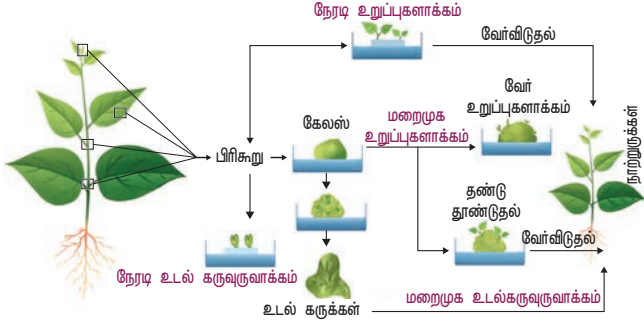 நேரடி உறுப்புகளாக்கம்
வேர்விடுதல்
வேர்
உறுப்புகளாக்கம்
கேலஸ்
மறைமுக
உறுப்புகளாக்கம்
பிரிகூறு
நாற்றுருக்கள்
தண்டு
தூண்டுதல்
வேர்விடுதல்
நேரடி உடல் கருவுருவாக்கம்
உடல் கருக்கள்
மறைமுக உடல்கருவுருவாக்கம்